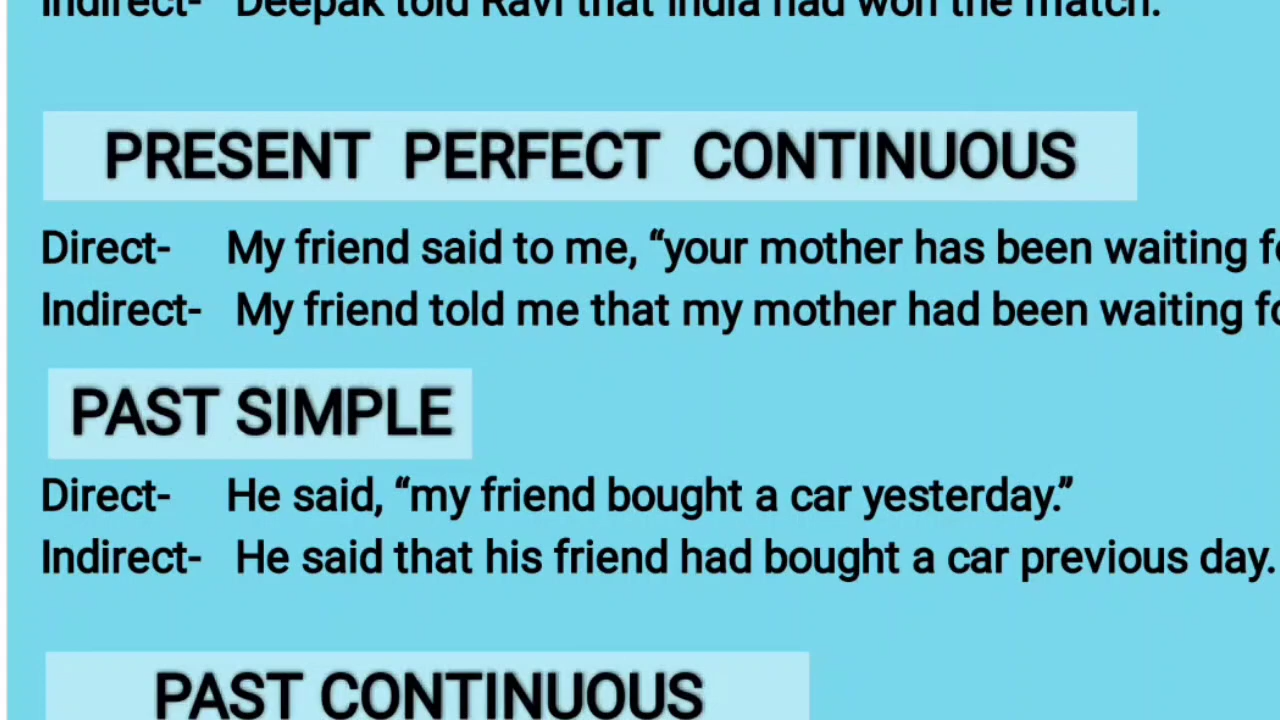 Indirect- Deepak told Ravi that India had won the match.
PRESENT PERFECT CONTINUOUS
Direct- My friend said to me, “your mother has been waiting
Indirect- My friend told me that my mother had been waiting
PAST SIMPLE
Direct- He said, “my friend bought a car yesterday.”
Indirect- He said that his friend had bought a car previous day.
PAST CONTINUOUS